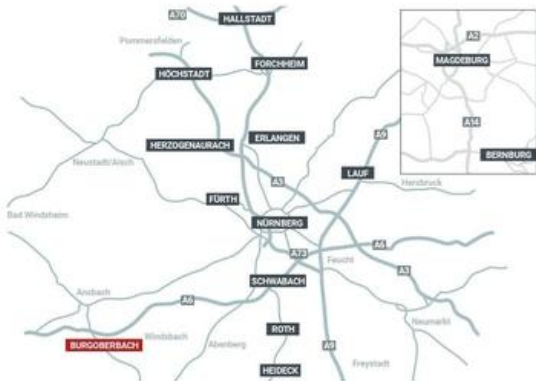 A70
HALLSTADT
A2
Pommersfelden
MAGDEBURG
FORCHHEIM
HÖCHSTADT
A14
A9
ERLANGEN
HERZOGENAURACH
BERNBURG
Neustadt/Aisch
LAUF
A3
Hersbruck
FÜRTH
Bad Windsheim
NÜRNBERG
A6
A73
Feucht
A3
SCHWABACH
Ansbach
A6
Neumarkt
ROTH
Windsbach
BURGOBERBACH
Abenberg
A9
Freystadt
HEIDECK